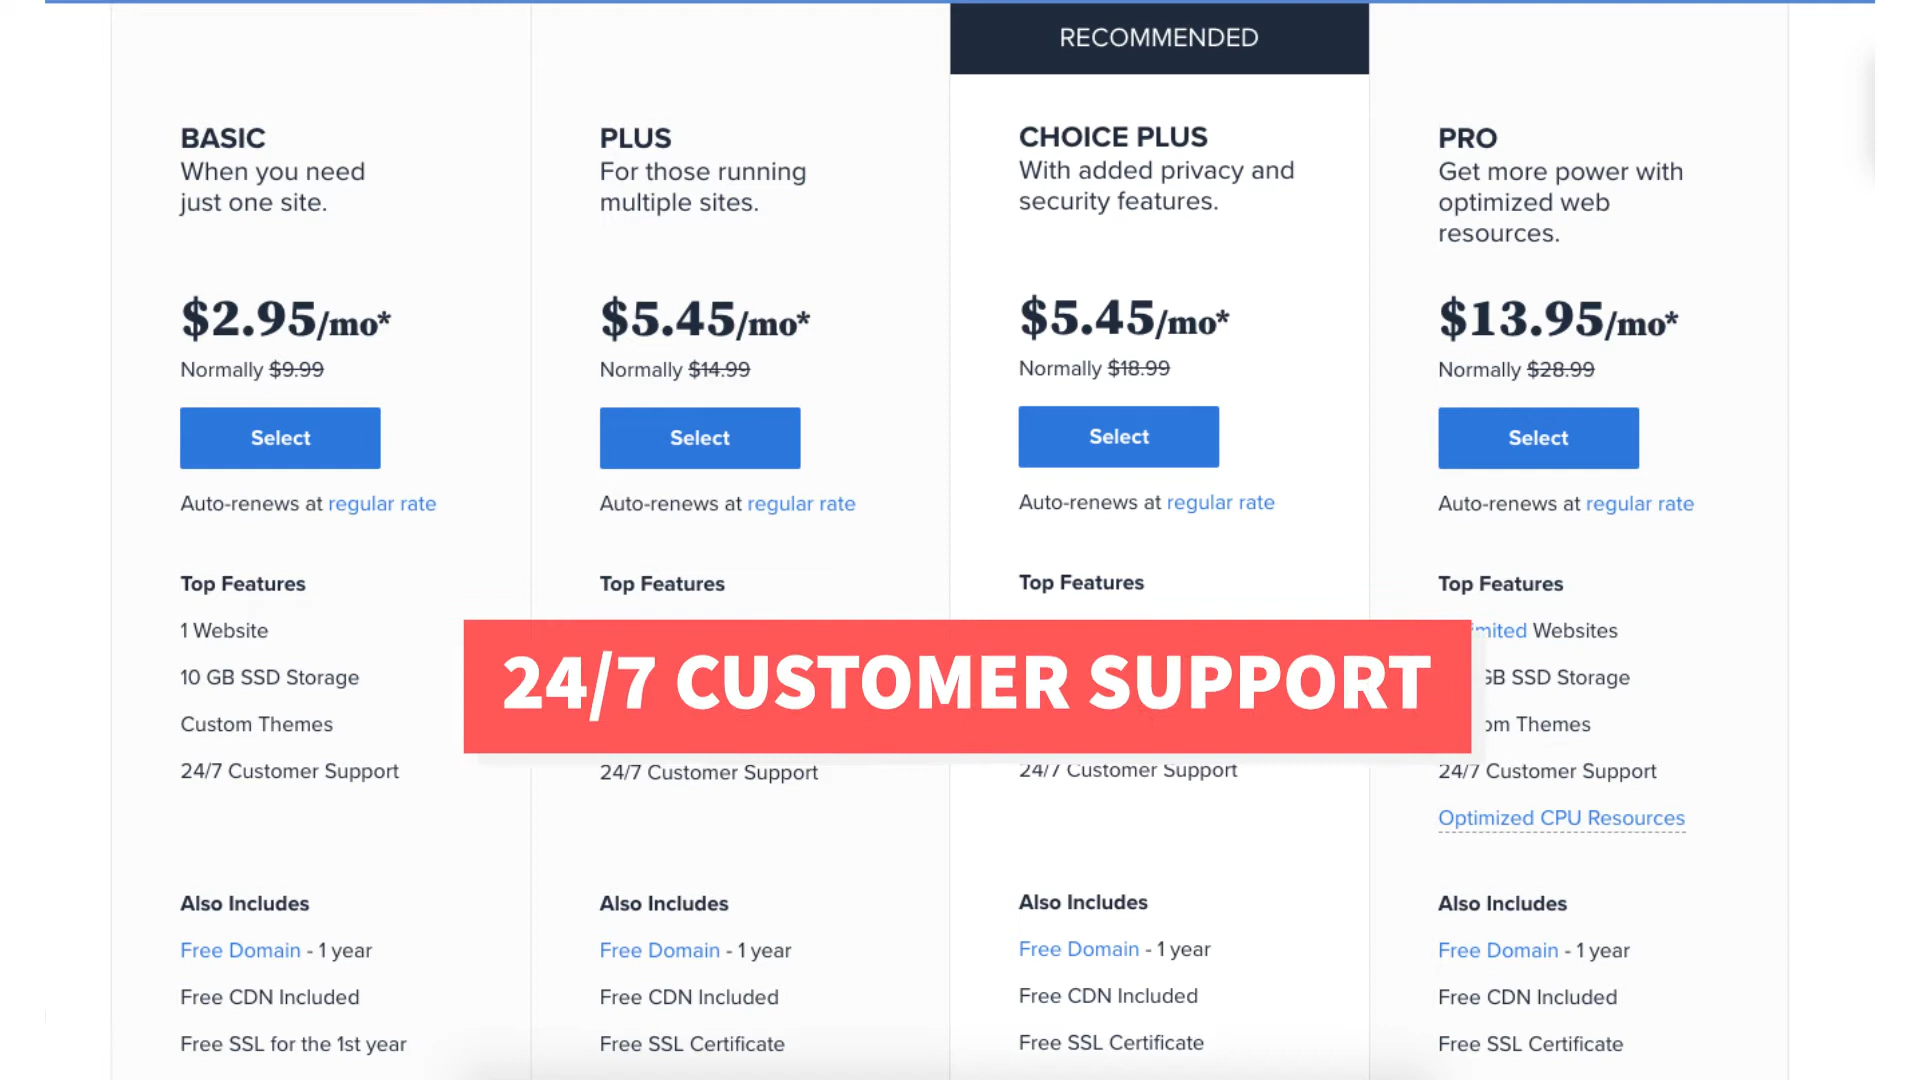 RECOMMENDED
BASIC
When you need
just one site.
$2.95/mo*
Normally $9.99
Select
Auto-renews at regular rate
Top Features
1 Website
10 GB SSD Storage
Custom Themes
24/7 Customer Support
Also Includes
Free Domain - 1 year
Free CDN Included
Free SSL for the 1st year
PLUS
For those running
multiple sites.
$5.45/mo*
Normally $14.99
Select
Auto-renews at regular rate
Top Features
24/7 Customer Support
Also Includes
Free Domain - 1 year
Free CDN Included
Free SSL Certificate
CHOICE PLUS
With added privacy and
security features.
$5.45/mo*
Normally $18.99
Select
Auto-renews at regular rate
Top Features
24/7 Customer Support
Also Includes
Free Domain - 1 year
Free CDN Included
Free SSL Certificate
PRO
Get more power with
optimized web
resources.
$13.95/mo*
Normally $28.99
Select
Auto-renews at regular rate
Top Features
Websites
SSD Storage
Themes
24/7 Customer Support
Optimized CPU Resources
Also Includes
Free Domain - 1 year
Free CDN Included
Free SSL Certificate
24/7 CUSTOMER SUPPORT